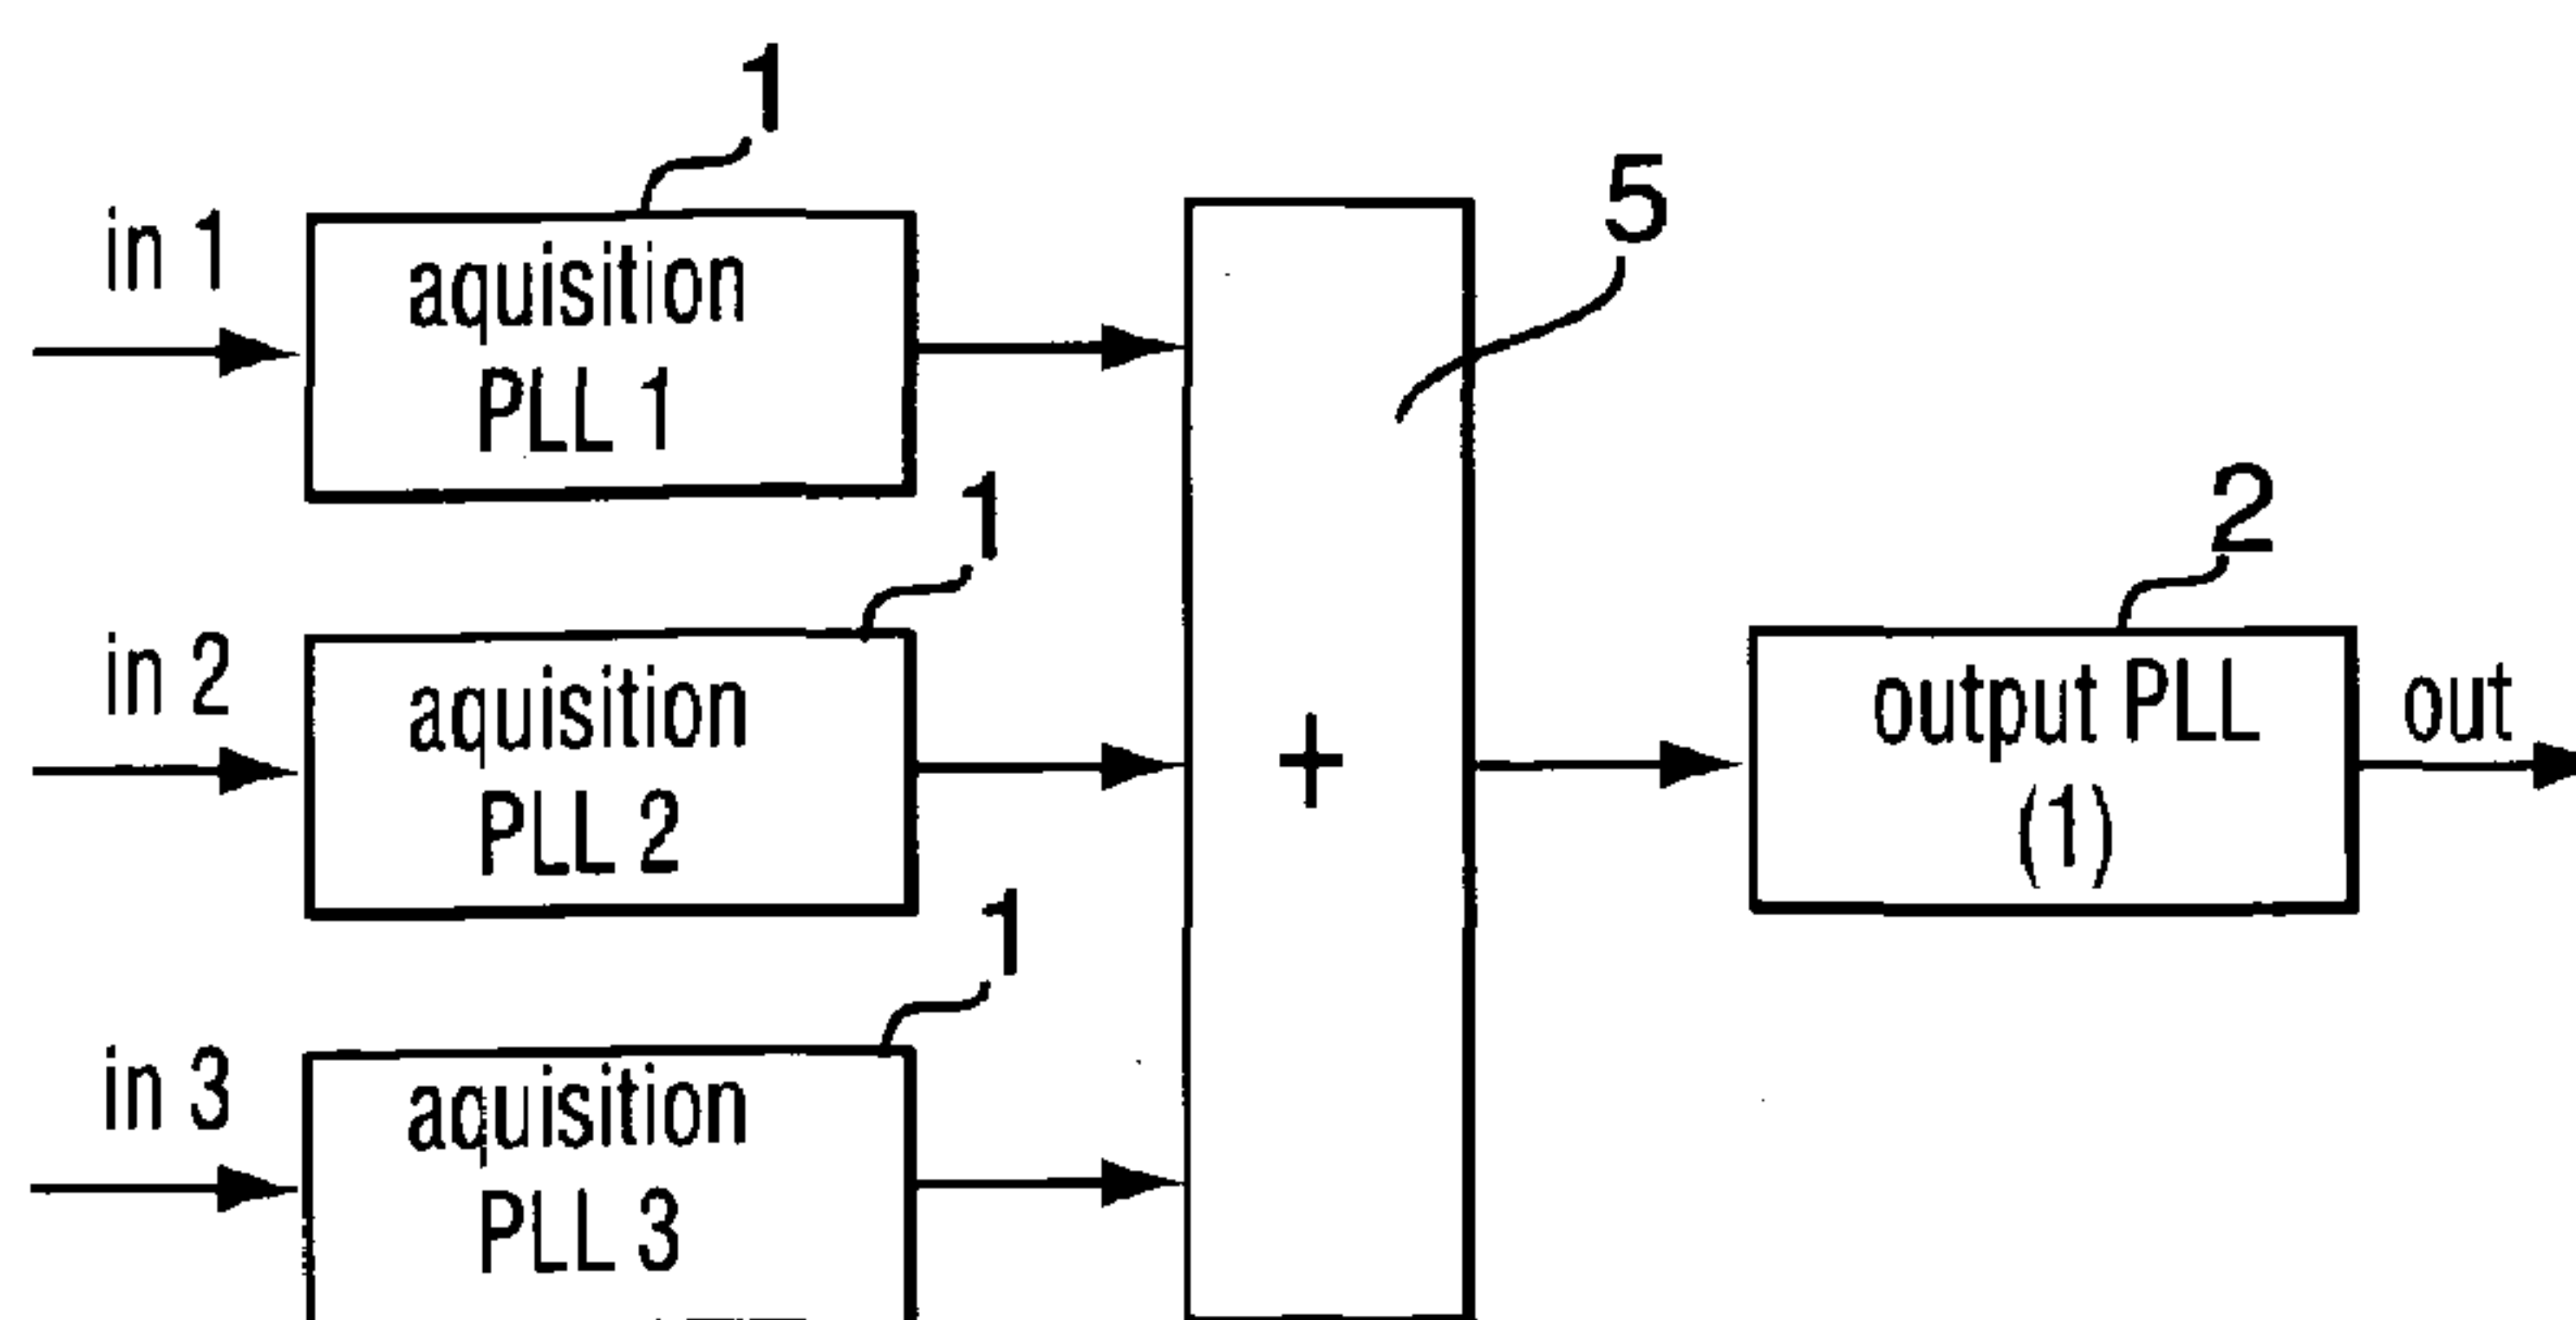 1
in 1
aquisition
PLL 1
5
1
2
in 2
aquisition
PLL 2
+
output PLL
(1)
out
1
in 3
aquisition
PLL 3